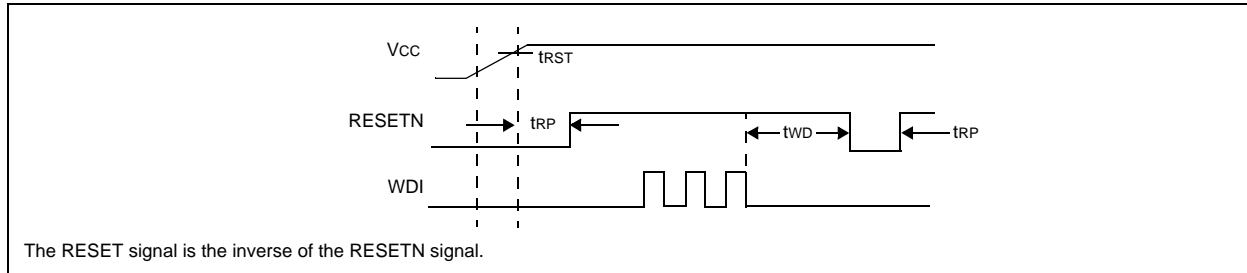 VCC
tRST
RESETN
tRP
tWD
tRP
WDI
The RESET signal is the inverse of the RESETN signal.